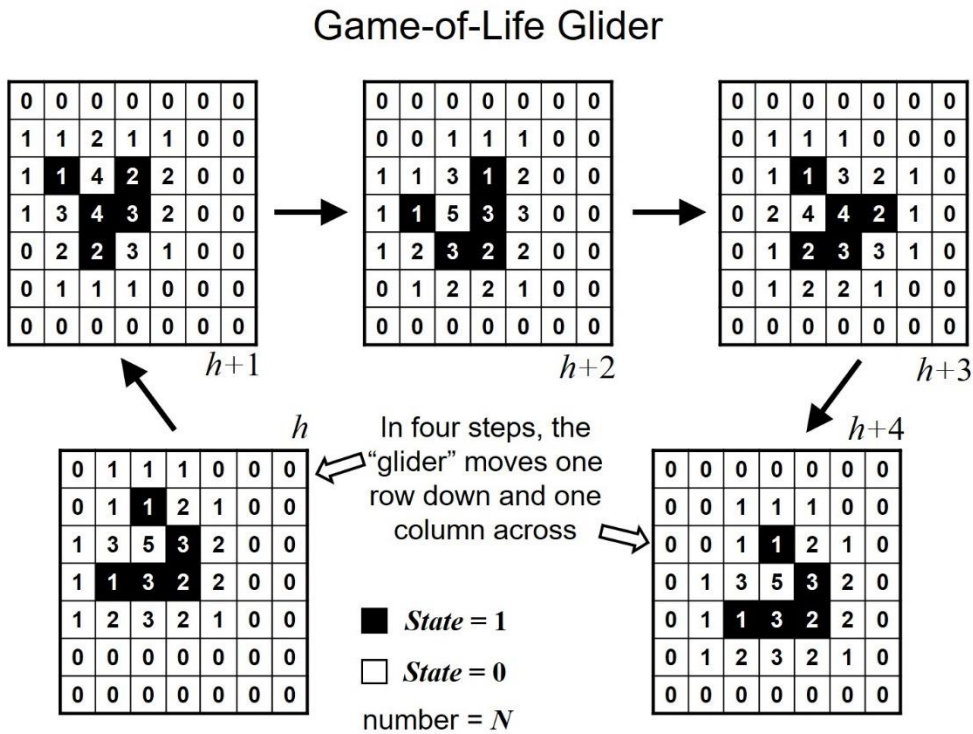 Game-of-Life Glider
0 0 0 0 0 0 0
1 1 2 1 1 0 0
1 1 4 2 2 0 0
1 3 4 3 2 0 0
0 2 2 3 1 0 0
0 1 1 1 0 0 0
0 0 0 0 0 0 0
h+1
0 0 0 0 0 0 0
0 0 1 1 1 0 0
1 1 3 1 2 0 0
1 1 5 3 3 0 0
1 2 3 2 2 0 0
0 1 2 2 1 0 0
0 0 0 0 0 0 0
h+2
0 0 0 0 0 0 0
0 1 1 1 0 0 0
0 1 1 3 2 1 0
0 2 4 4 2 1 0
0 1 2 3 3 1 0
0 1 2 2 1 0 0
0 0 0 0 0 0 0
h+3
h
0 1 1 1 0 0 0
0 1 1 2 1 0 0
1 3 5 3 2 0 0
1 1 3 2 2 0 0
1 2 3 2 1 0 0
0 0 0 0 0 0 0
0 0 0 0 0 0 0
In four steps, the
“glider” moves one
row down and one
column across
State = 1
State = 0
number = N
h+4
0 0 0 0 0 0 0
0 0 1 1 1 0 0
0 0 1 1 2 1 0
0 1 3 5 3 2 0
0 1 1 3 2 2 0
0 1 2 3 2 1 0
0 0 0 0 0 0 0